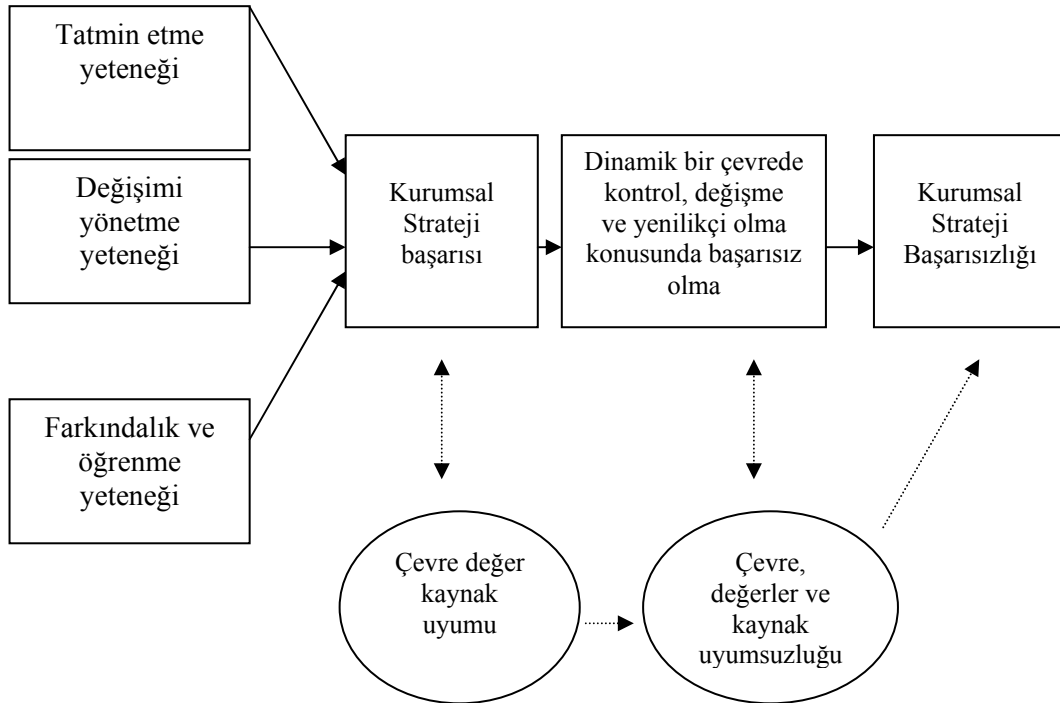 Tatmin etme
yeteneği
Değişimi
yönetme
yeteneği
Farkındalık ve
öğrenme
yeteneği
Kurumsal
Strateji
başarısı
Dinamik bir çevrede
kontrol, değişme
ve yenilikçi olma
konusunda başarısız
olma
Kurumsal
Strateji
Başarısızlığı
Çevre değer
kaynak
uyumu
Çevre,
değerler ve
kaynak
uyumsuzluğu